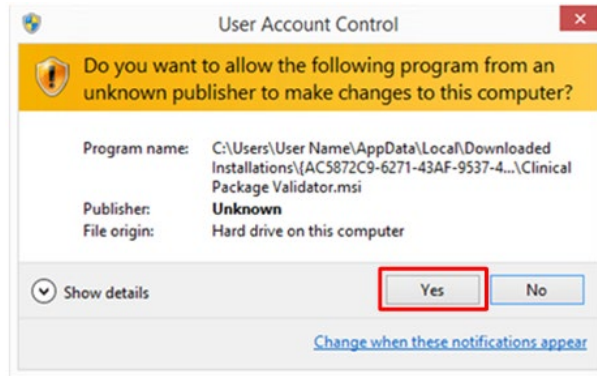 User Account Control
Do you want to allow the following program from an
unknown publisher to make changes to this computer?
Program name: C:\Users\User Name\AppData\Local\Downloaded
Installations\{AC5872C9-6271-43AF-9537-4...\Clinical
Package Validator.msi
Publisher: Unknown
File origin: Hard drive on this computer
Show details
Yes
No
Change when these notifications appear